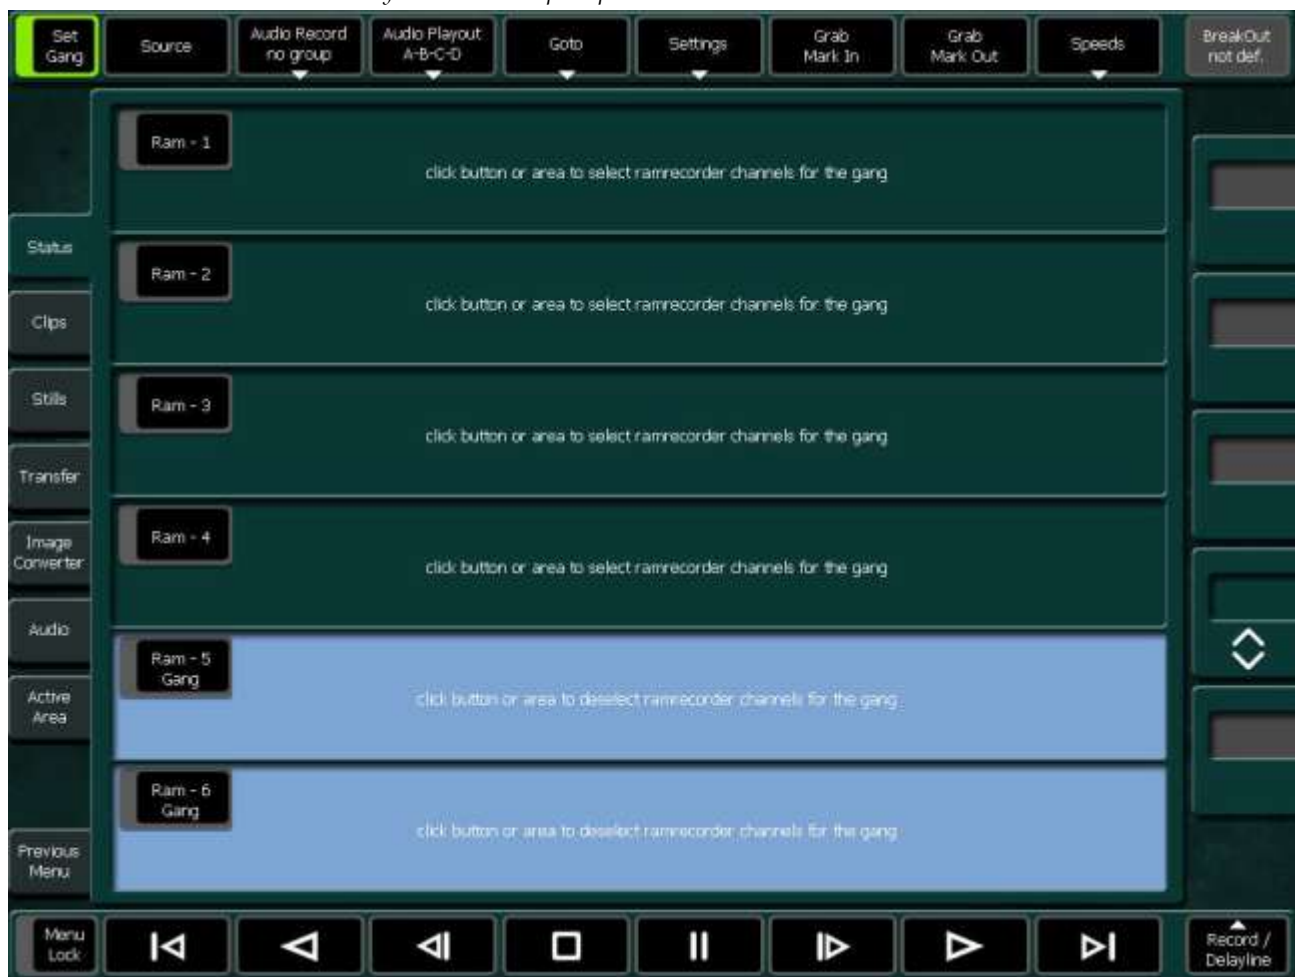 Set
Gang
Source
Audio Record
no group
Audio Playout
A-B-C-D
Goto
Settings
Grab
Mark In
Grab
Mark Out
Speeds
BreakOut
not def.
Ram - 1
click button or area to select ramrecorder channels for the gang
Status
Ram - 2
click button or area to select ramrecorder channels for the gang
Clips
Stills
Ram - 3
click button or area to select ramrecorder channels for the gang
Transfer
Image
Converter
Ram - 4
click button or area to select ramrecorder channels for the gang
Audio
Ram - 5
Gang
click button or area to deselect ramrecorder channels for the gang
Active
Area
Ram - 6
Gang
click button or area to deselect ramrecorder channels for the gang
Previous
Menu
Menu
Lock
Record /
Delayline